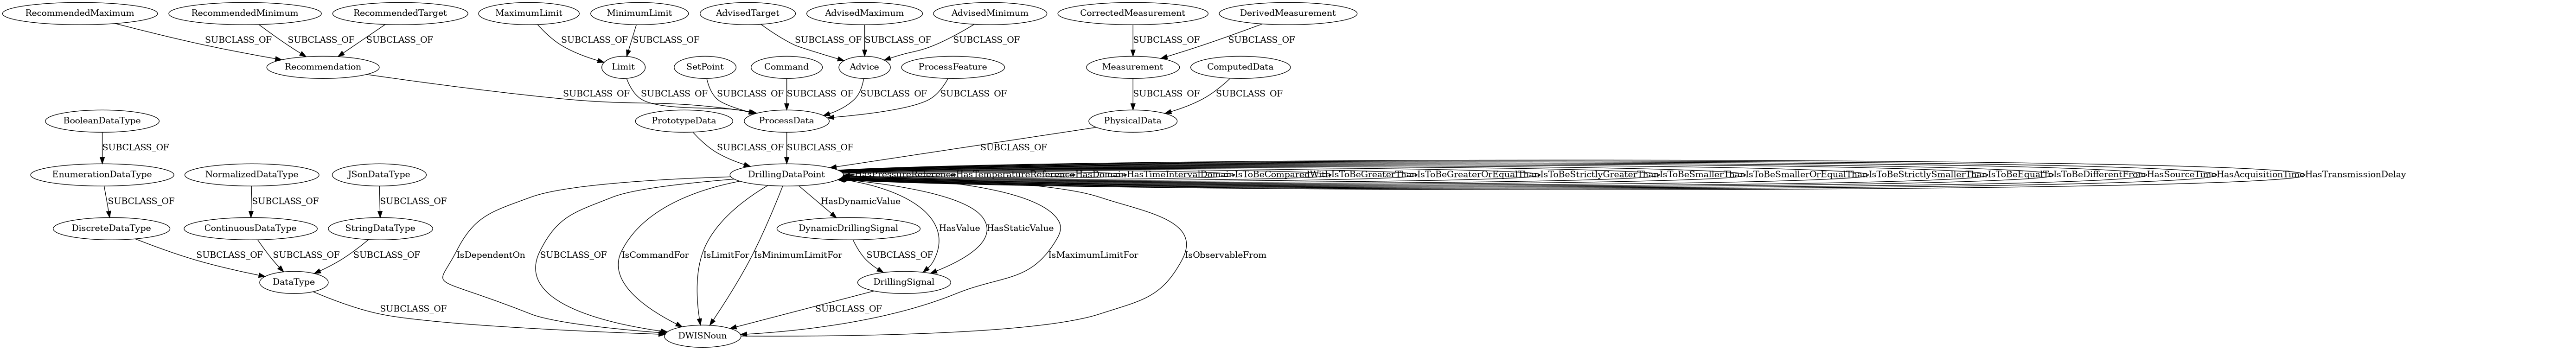 RecommendedMaximum
RecommendedMinimum
RecommendedTarget
MaximumLimit
MinimumLimit
AdvisedTarget
AdvisedMaximum
AdvisedMinimum
CorrectedMeasurement
DerivedMeasurement
SUBCLASS_OF
SUBCLASS_OF
SUBCLASS_OF
SUBCLASS_OF
SUBCLASS_OF
SUBCLASS_OF
SUBCLASS_OF
SUBCLASS_OF
SUBCLASS_OF
SUBCLASS_OF
Recommendation
Limit
SetPoint
Command
Advice
ProcessFeature
Measurement
ComputedData
SUBCLASS_OF
SUBCLASS_OF
SUBCLASS_OF
SUBCLASS_OF
SUBCLASS_OF
SUBCLASS_OF
SUBCLASS_OF
SUBCLASS_OF
BooleanDataType
PrototypeData
ProcessData
PhysicalData
SUBCLASS_OF
SUBCLASS_OF
SUBCLASS_OF
SUBCLASS_OF
EnumerationDataType
NormalizedDataType
JSonDataType
DrillingDataPoint
HasPressureReference
HasTemperatureReference
HasDomain
HasTimeIntervalDomain
IsToBeComparedWith
IsToBeGreaterThan
IsToBeGreaterOrEqualThan
IsToBeStrictlyGreaterThan
IsToBeSmallerThan
IsToBeSmallerOrEqualThan
IsToBeStrictlySmallerThan
IsToBeEqualTo
IsToBeDifferentFrom
HasSourceTime
HasAcquisitionTime
HasTransmissionDelay
SUBCLASS_OF
SUBCLASS_OF
SUBCLASS_OF
HasDynamicValue
DiscreteDataType
ContinuousDataType
StringDataType
DynamicDrillingSignal
HasValue
HasStaticValue
SUBCLASS_OF
SUBCLASS_OF
SUBCLASS_OF
IsDependentOn
SUBCLASS_OF
IsCommandFor
IsLimitFor
IsMinimumLimitFor
SUBCLASS_OF
IsMaximumLimitFor
IsObservableFrom
DataType
DrillingSignal
SUBCLASS_OF
SUBCLASS_OF
DWISNoun